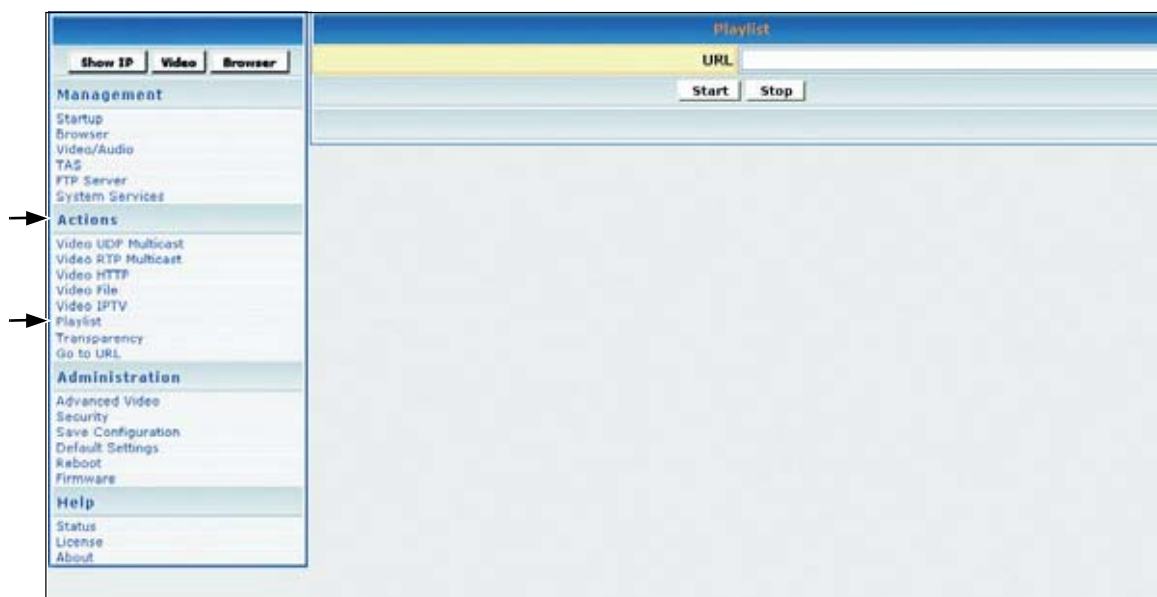 Show IP Video Browser
Management
Startup
Browser
Video/Audio
TAS
FTP Server
System Services
Actions
Video UDP Multicast
Video RTP Multicast
Video HTTP
Video File
Video IPTV
Playlist
Transparency
Go to URL
Administration
Advanced Video
Security
Save Configuration
Default Settings
Reboot
Firmware
Help
Status
License
About
Playlist
URL
Start Stop